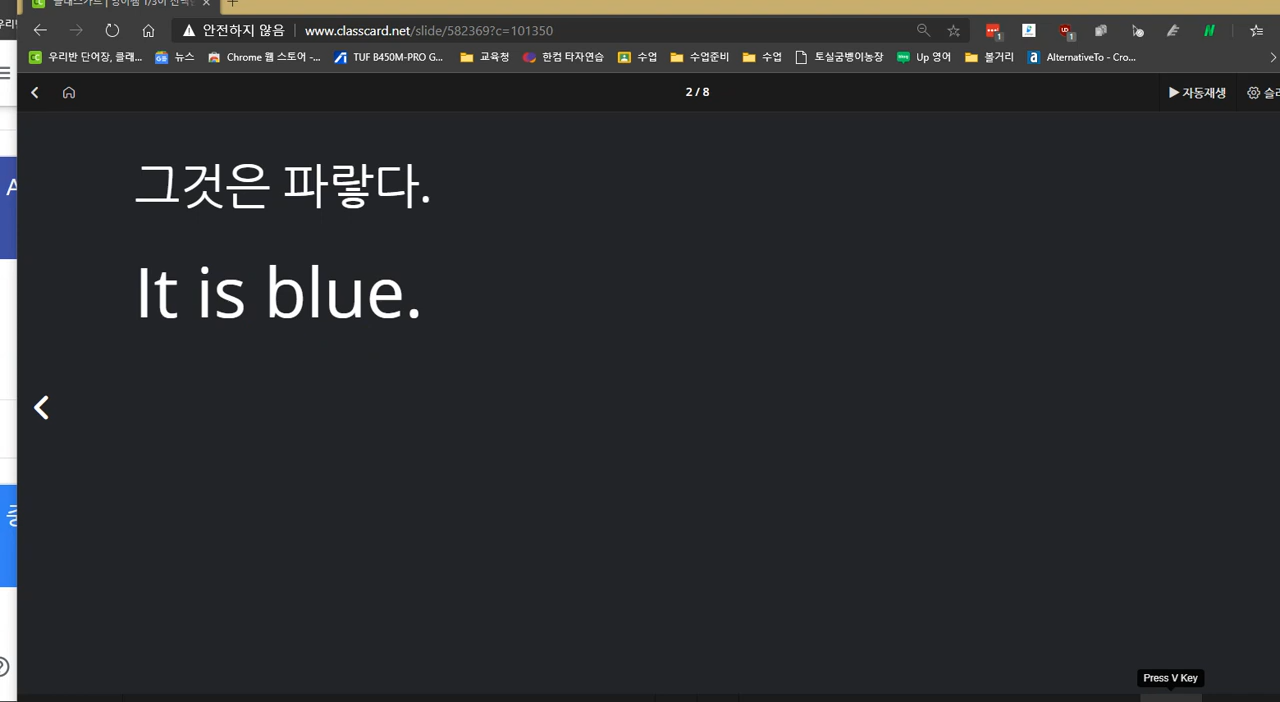 안전하지 않음 www.classcard.net/slide/582369?c=101350
우리반 단어장, 클래... 뉴스 Chrome 웹 스토어 -... TUF B450M-PRO G... 교육청 한컴 타자연습 수업 수업준비 수업 토실굼벵이농장 Up 영어 볼거리 AlternativeTo - Cro...
2 / 8 자동재생
그것은 파랗다.
It is blue.
Press V Key